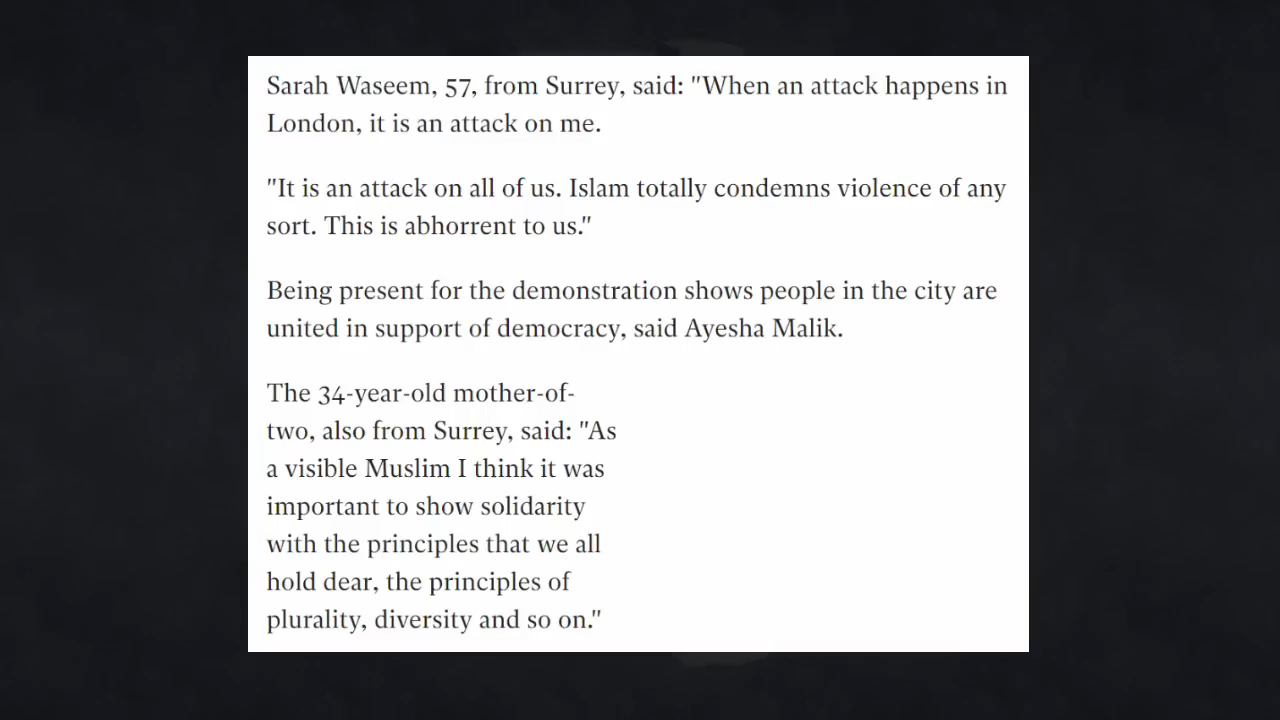 Sarah Waseem, 57, from Surrey, said: "When an attack happens in
London, it is an attack on me.
"It is an attack on all of us. Islam totally condemns violence of any
sort. This is abhorrent to us."
Being present for the demonstration shows people in the city are
united in support of democracy, said Ayesha Malik.
The 34-year-old mother-of-
two, also from Surrey, said: "As
a visible Muslim I think it was
important to show solidarity
with the principles that we all
hold dear, the principles of
plurality, diversity and so on."